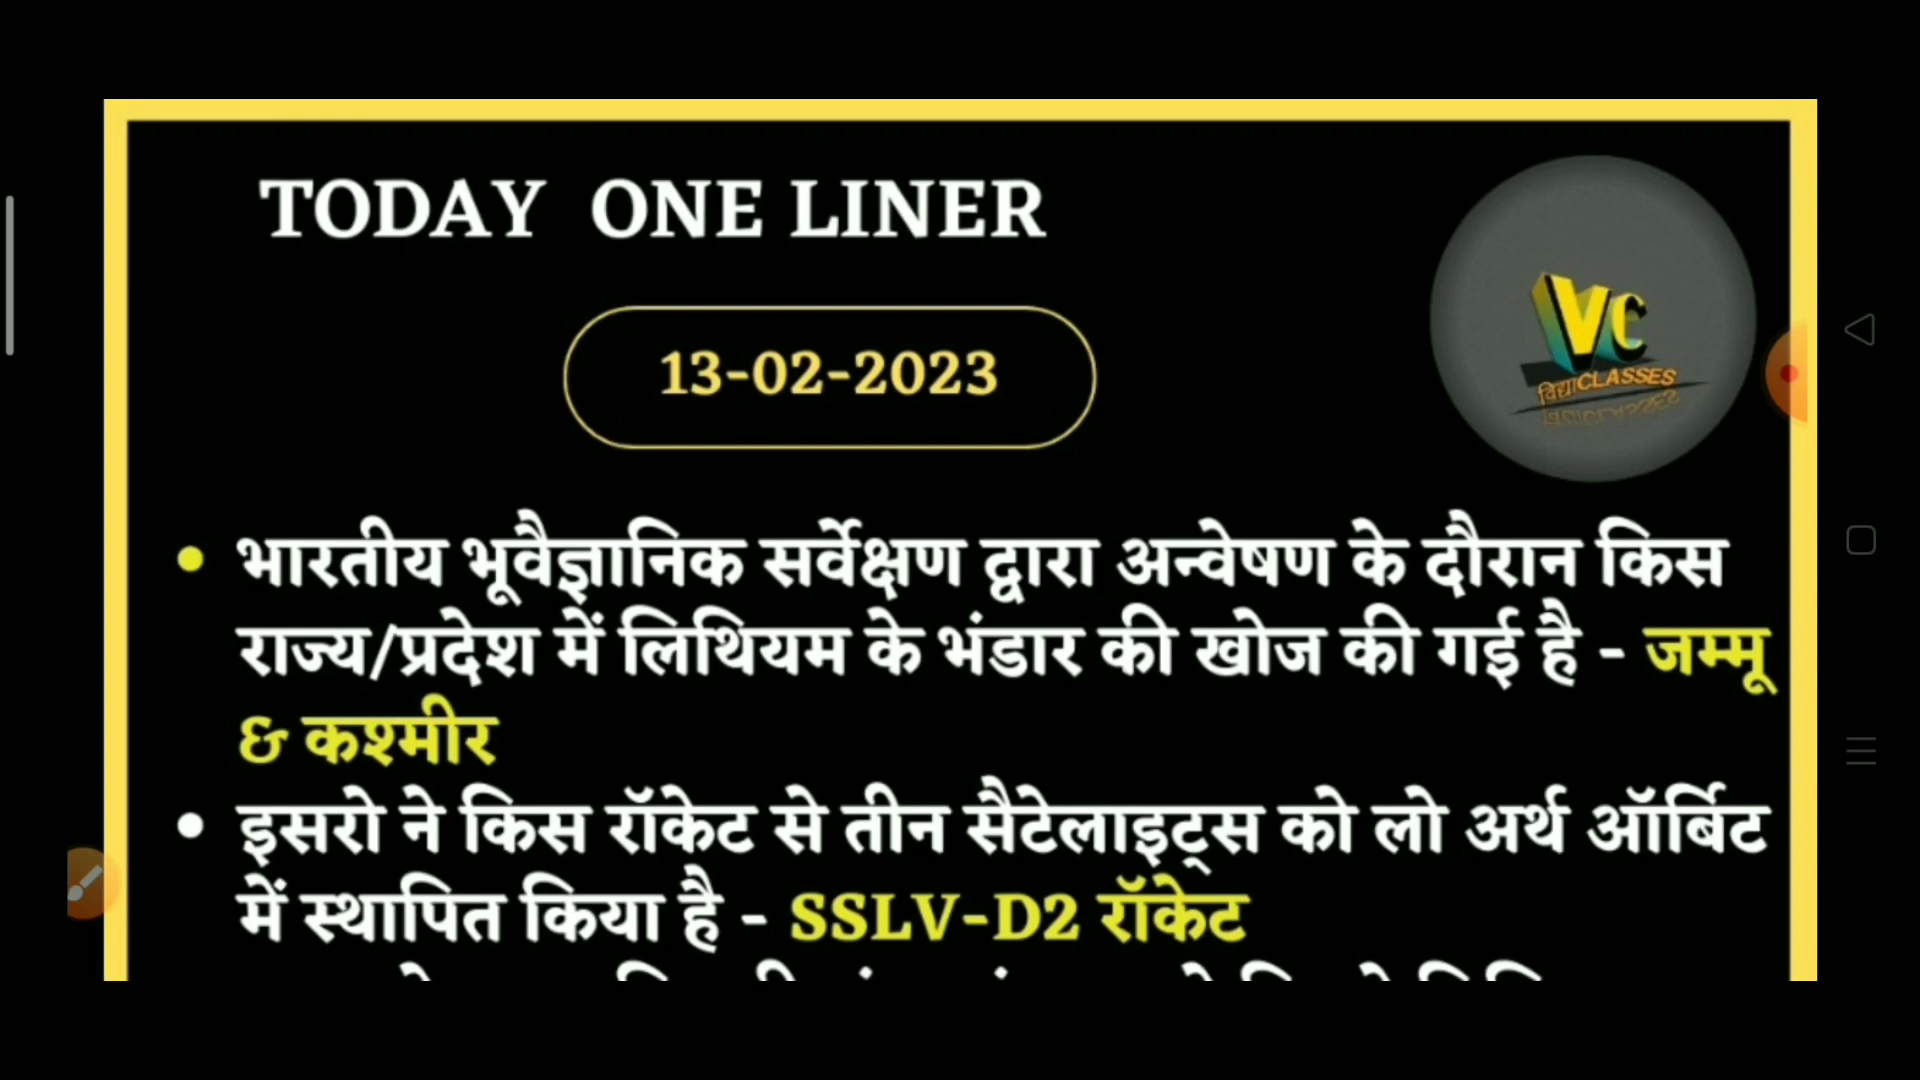 TODAY ONE LINER
VC
विद्या CLASSES
13-02-2023
भारतीय भूवैज्ञानिक सर्वेक्षण द्वारा अन्वेषण के दौरान किस
राज्य/प्रदेश में लिथियम के भंडार की खोज की गई है - जम्मू
& कश्मीर
इसरो ने किस रॉकेट से तीन सैटेलाइट्स को लो अर्थ ऑर्बिट
में स्थापित किया है - SSLV-D2 रॉकेट